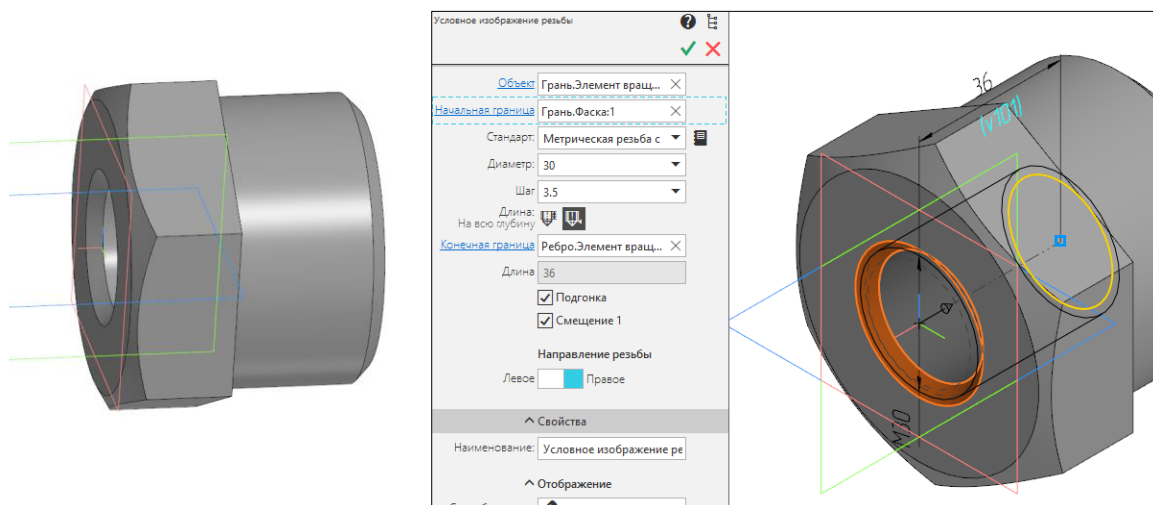 Условное изображение резьбы
Объект Грань.Элемент вращ...
Начальная граница Грань.Фаска:1
Стандарт: Метрическая резьба с
Диаметр: 30
Шаг 3.5
Длина:
На всю глубину
Конечная граница Ребро.Элемент вращ...
Длина 36
Подгонка
Смещение 1
Направление резьбы
Левое Правое
Свойства
Наименование: Условное изображение ре
Отображение
36
(v101)
M30